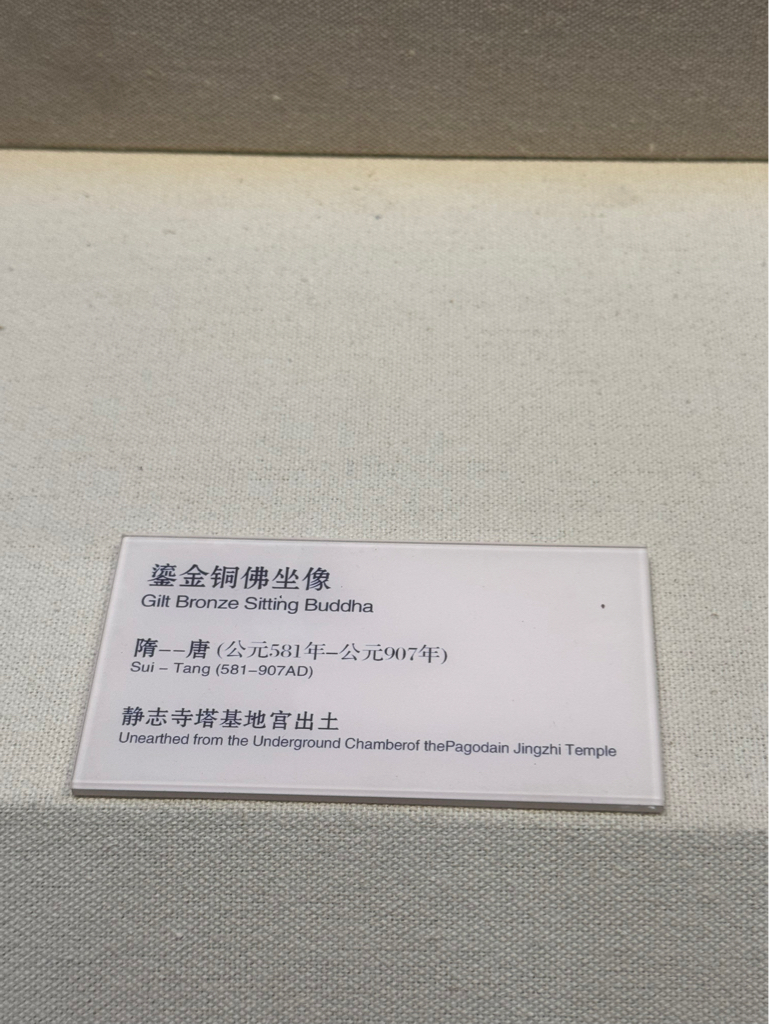 鎏金铜佛坐像
Gilt Bronze Sitting Buddha
隋--唐 (公元581年-公元907年)
Sui - Tang (581-907AD)
静志寺塔基地宫出土
Unearthed from the Underground Chamberof thePagodain Jingzhi Temple